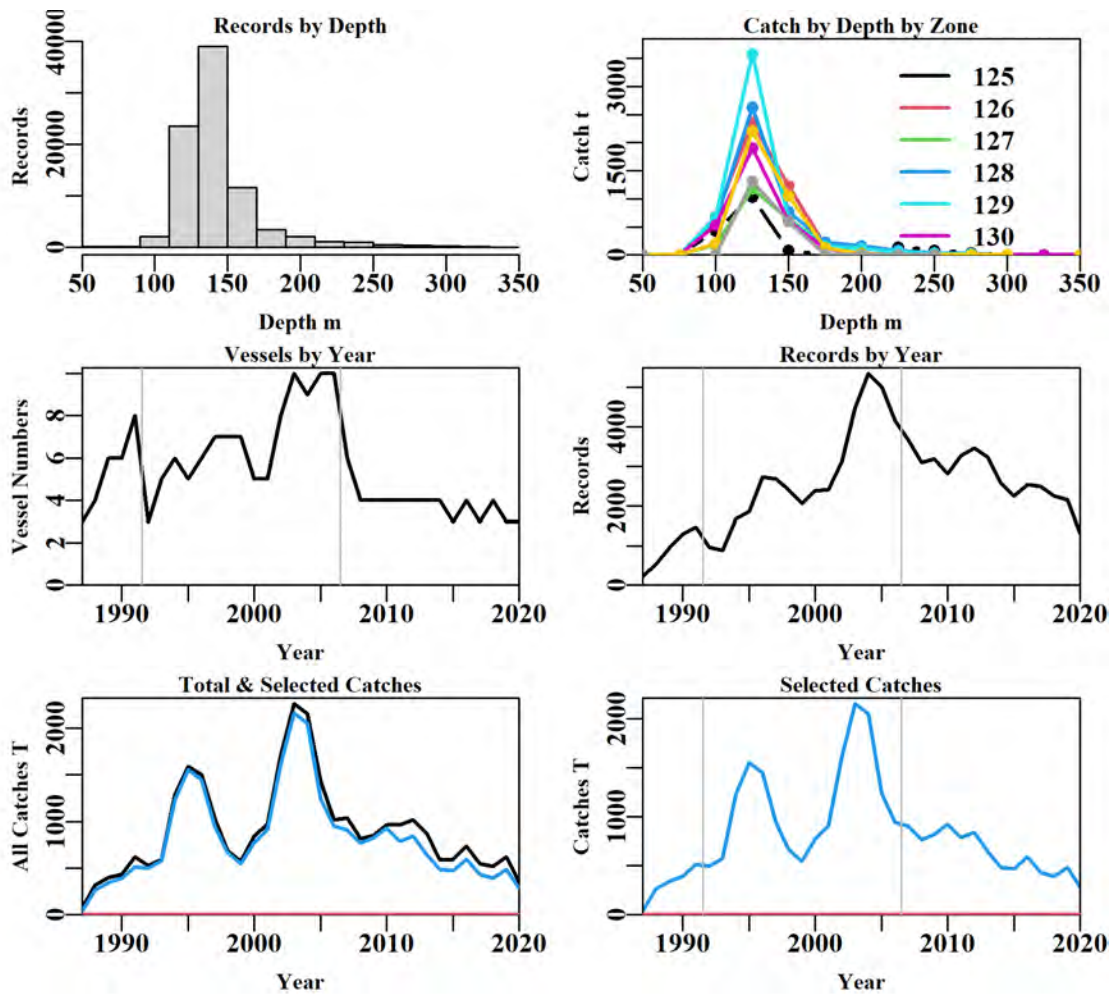 Records by Depth
Records
0
20000
40000
50 100 150 200 250 300 350
Depth m
Catch by Depth by Zone
Catch t
0
1500
3000
125
126
127
128
129
130
50 100 150 200 250 300 350
Depth m
Vessels by Year
Vessel Numbers
0 2 4 6 8
1990 2000 2010 2020
Year
Records by Year
Records
0 2000 4000
1990 2000 2010 2020
Year
Total & Selected Catches
All Catches T
0 1000 2000
1990 2000 2010 2020
Year
Selected Catches
Catches T
0 1000 2000
1990 2000 2010 2020
Year